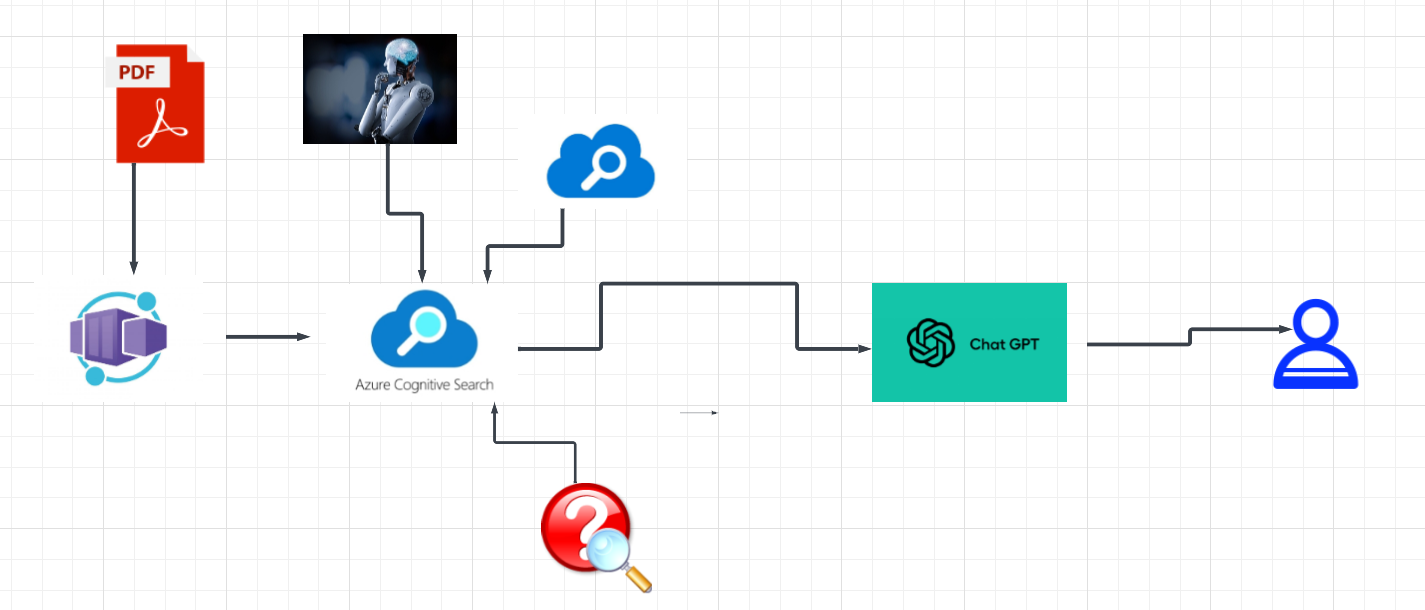 PDF
Azure Cognitive Search
Chat GPT
?